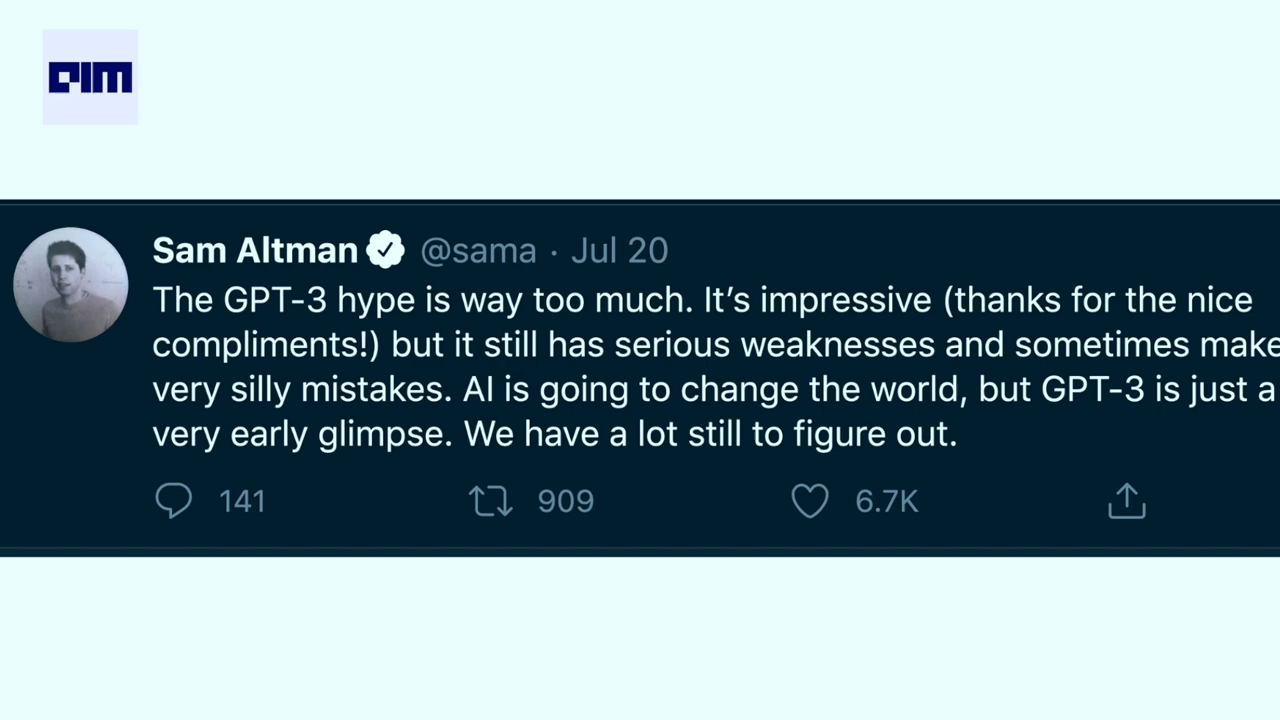 AIM
Sam Altman @sama · Jul 20
The GPT-3 hype is way too much. It’s impressive (thanks for the nice
compliments!) but it still has serious weaknesses and sometimes make
very silly mistakes. AI is going to change the world, but GPT-3 is just a
very early glimpse. We have a lot still to figure out.
141 909 6.7K